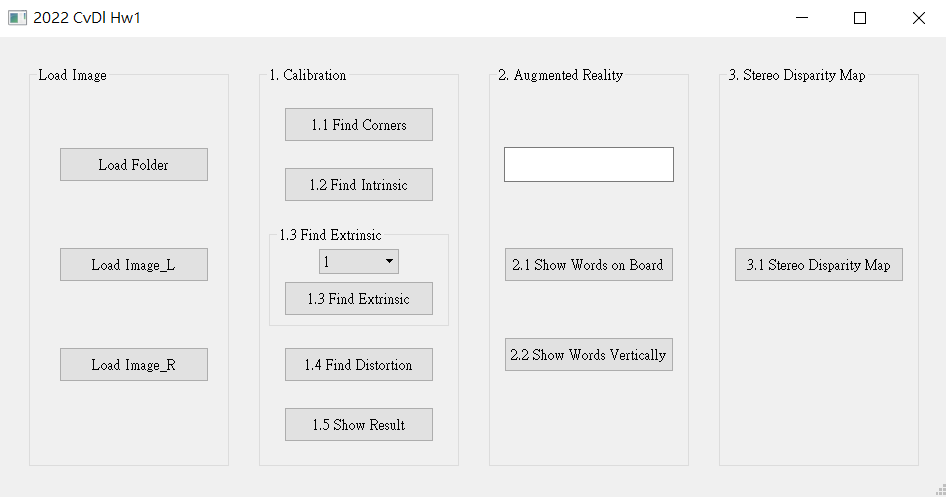 2022 CvDl Hw1
Load Image
Load Folder
Load Image_L
Load Image_R
1. Calibration
1.1 Find Corners
1.2 Find Intrinsic
1.3 Find Extrinsic
1
1.3 Find Extrinsic
1.4 Find Distortion
1.5 Show Result
2. Augmented Reality
2.1 Show Words on Board
2.2 Show Words Vertically
3. Stereo Disparity Map
3.1 Stereo Disparity Map